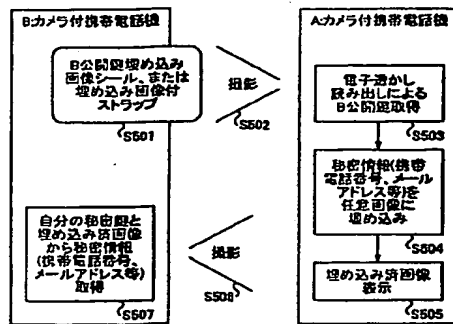 B:カメラ付携帯電話機
B公開鍵埋め込み
画像シール、または
埋め込み画像付
ストラップ
S501
撮影
S502
A:カメラ付携帯電話機
電子透かし
読み出しによる
B公開鍵取得
S503
秘密情報(携帯
電話番号、メール
アドレス等)を
任意画像に
埋め込み
S504
埋め込み済画像
表示
S505
撮影
S506
自分の秘密鍵と
埋め込み済画像
から秘密情報
(携帯電話番号、
メールアドレス等)
取得
S507